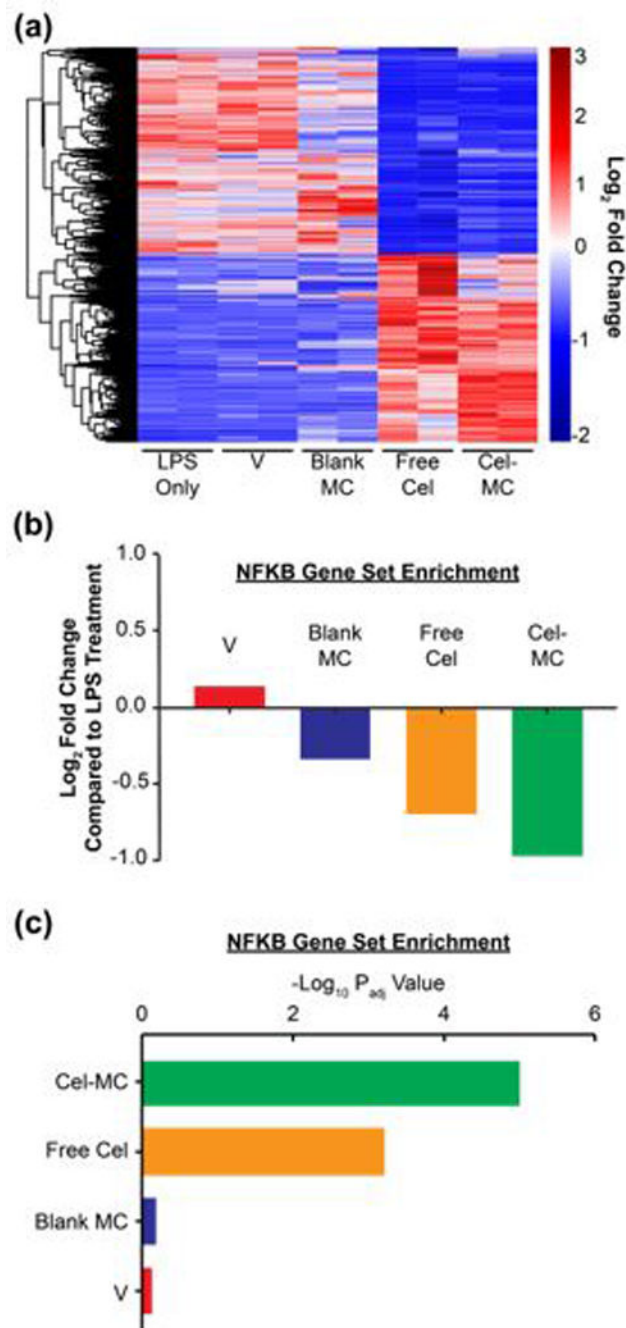 (a)
3
2
1
0
-1
-2
Log₂ Fold Change
LPS Only
V
Blank MC
Free Cel
Cel-MC
(b)
NFKB Gene Set Enrichment
Log₂ Fold Change
Compared to LPS Treatment
1.0
0.5
0.0
-0.5
-1.0
V
Blank MC
Free Cel
Cel-MC
(c)
NFKB Gene Set Enrichment
-Log₁₀ Padj Value
0 2 4 6
Cel-MC
Free Cel
Blank MC
V